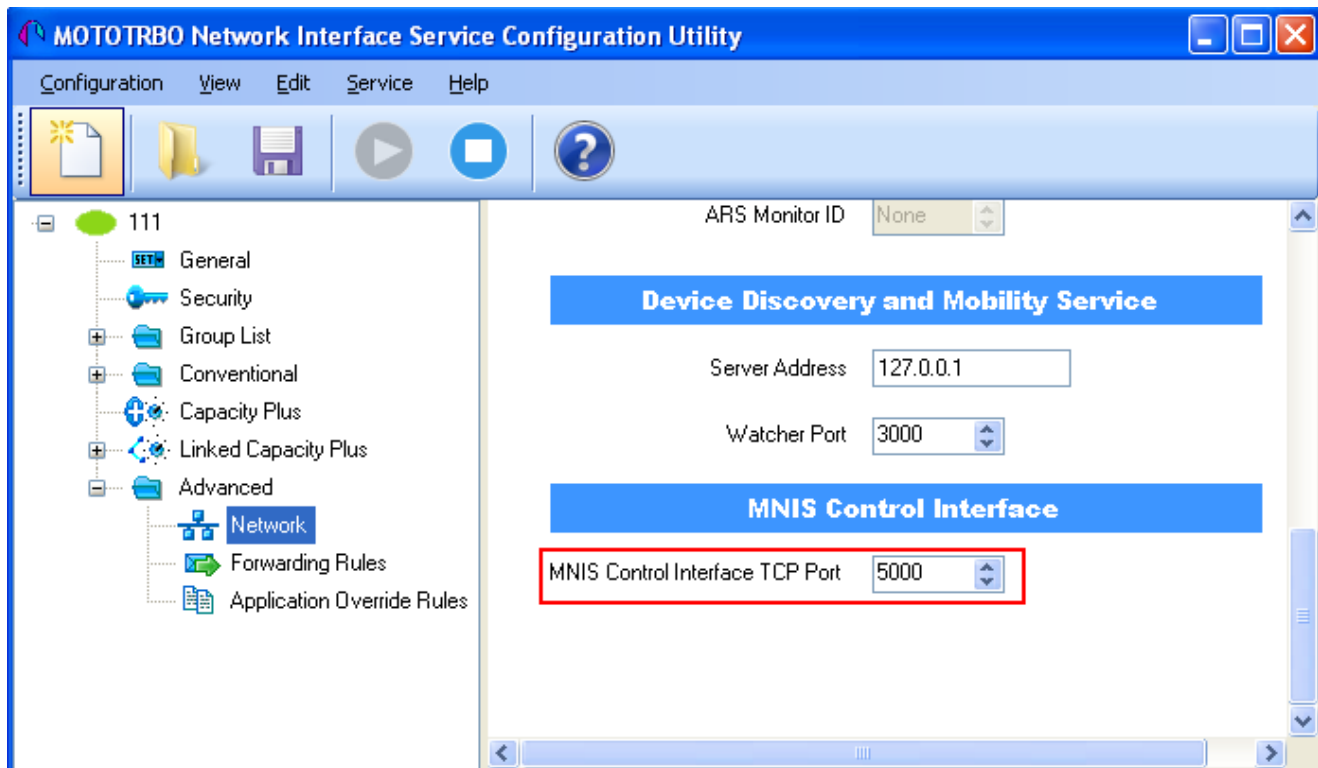 MOTOTRBO Network Interface Service Configuration Utility
Configuration View Edit Service Help
111
SET
General
Security
Group List
Conventional
Capacity Plus
Linked Capacity Plus
Advanced
Network
Forwarding Rules
Application Override Rules
ARS Monitor ID None
Device Discovery and Mobility Service
Server Address 127.0.0.1
Watcher Port 3000
MNIS Control Interface
MNIS Control Interface TCP Port 5000